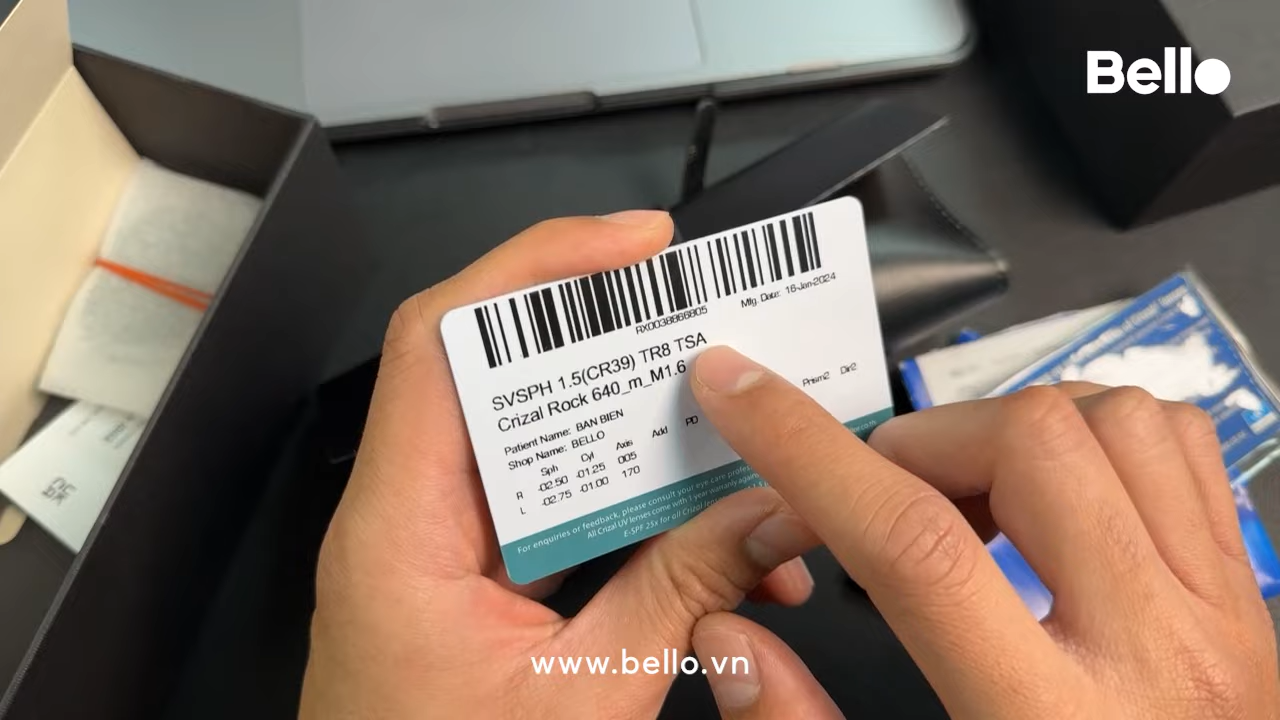 Bello
RX0038866805
Mfg. Date: 16-Jan-2024
SVSPH 1.5(CR39) TR8 TSA
Crizal Rock 640_m_M1.6
Patient Name: BAN BIEN
Shop Name: BELLO
Sph Cyl Axis Add PD Prism2 Dir2
R -02.50 -01.25 005
L -02.75 -01.00 170
For enquiries or feedback, please consult your eye care
All Crizal UV lenses come with 1 year warranty
E-SPF 25x for all Crizal
www.bello.vn